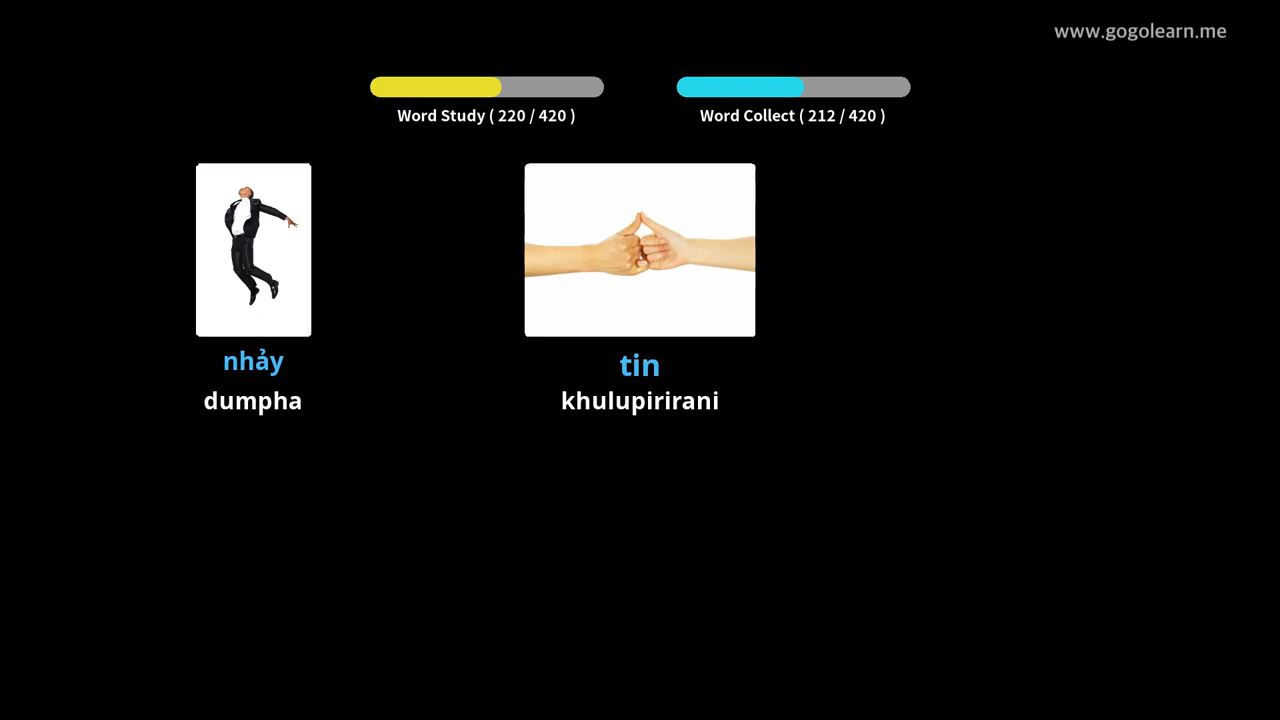 www.gogolearn.me
Word Study ( 220 / 420 )
Word Collect ( 212 / 420 )
nhảy
dumpha
tin
khulupirirani